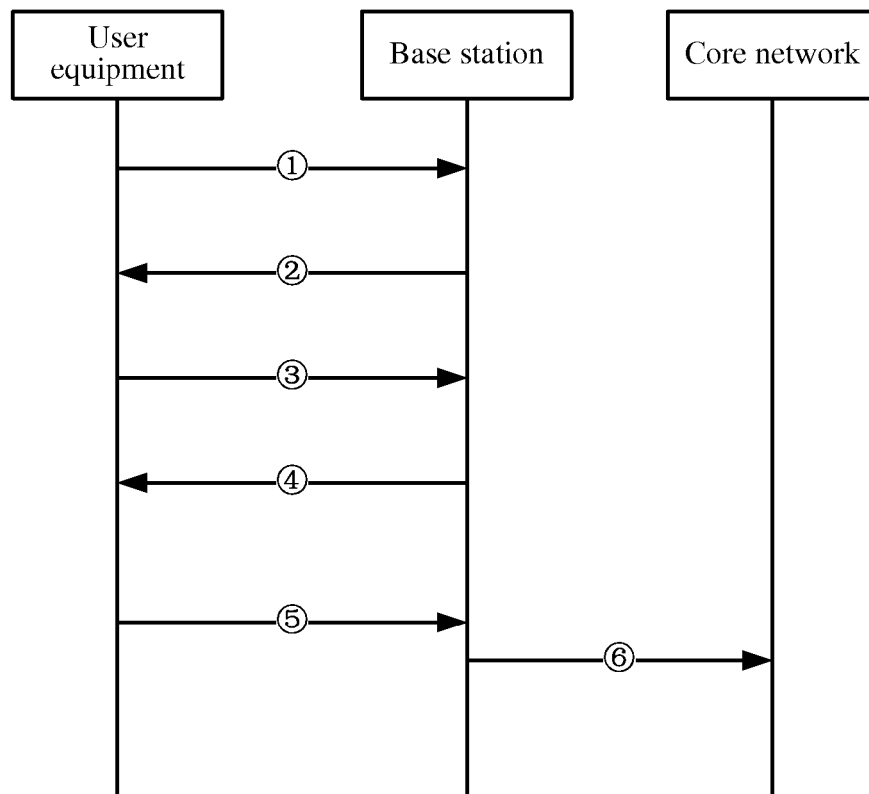 User
equipment
Base station
Core network
①
②
③
④
⑤
⑥